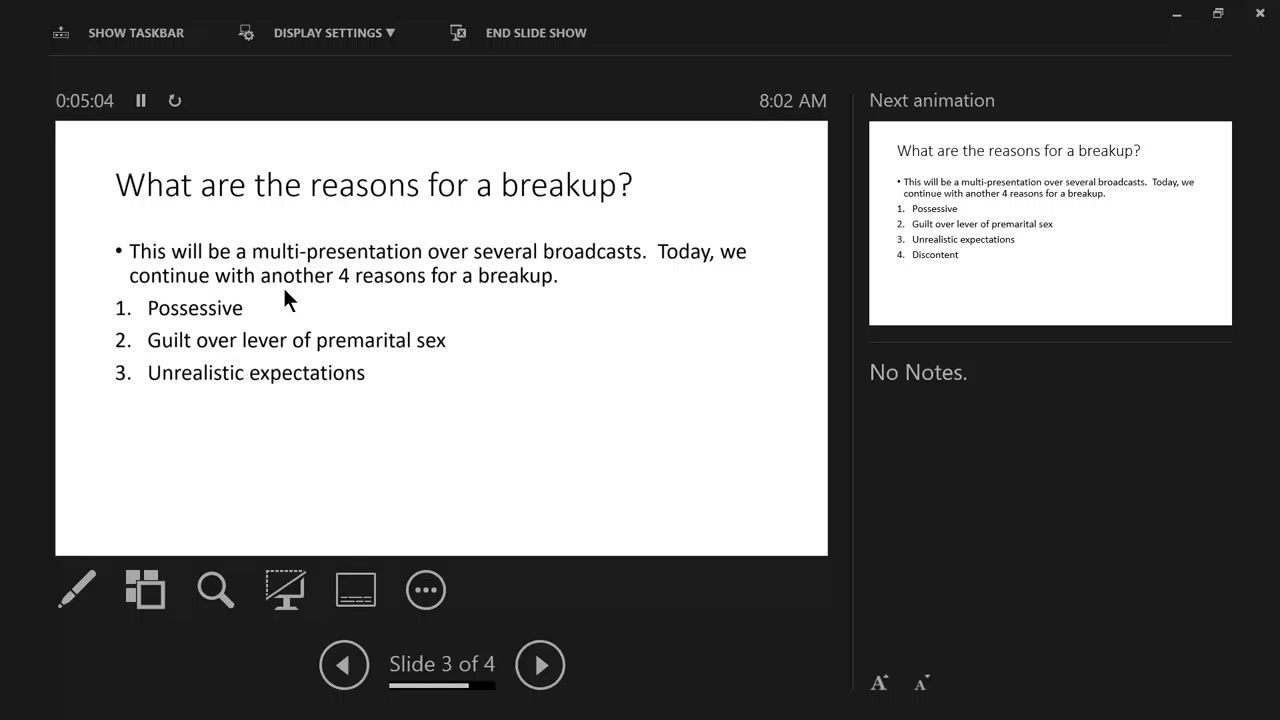 SHOW TASKBAR
DISPLAY SETTINGS ▼
END SLIDE SHOW
0:05:04
8:02 AM
What are the reasons for a breakup?
• This will be a multi-presentation over several broadcasts. Today, we
continue with another 4 reasons for a breakup.
1. Possessive
2. Guilt over lever of premarital sex
3. Unrealistic expectations
Slide 3 of 4
Next animation
What are the reasons for a breakup?
• This will be a multi-presentation over several broadcasts. Today, we
continue with another 4 reasons for a breakup.
1. Possessive
2. Guilt over lever of premarital sex
3. Unrealistic expectations
4. Discontent
No Notes.
A A